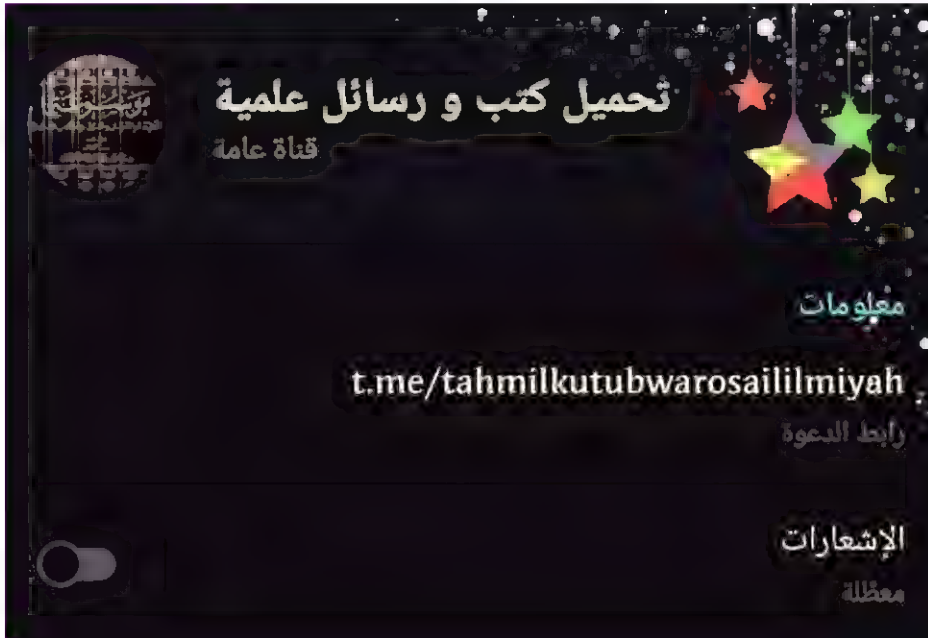 تحميل كتب و رسائل علمية
قناة عامة
معلومات
t.me/tahmilkutubwarosaililmiyah
رابط الدعوة
الإشعارات
معطلة